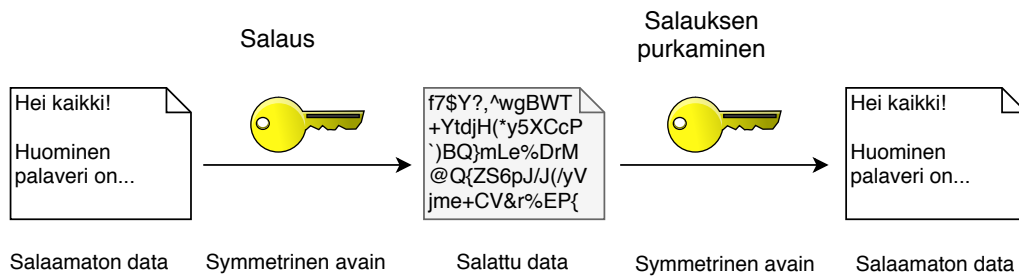 Salaus
Salauksen
purkaminen
Hei kaikki!
Huominen
palaveri on...
f7$Y?,^wgBWT
+YtdjH(*y5XCcP
`)BQ}mLe%DrM
@Q{ZS6pJ/J(/yV
jme+CV&r%EP{
Hei kaikki!
Huominen
palaveri on...
Salaamaton data
Symmetrinen avain
Salattu data
Symmetrinen avain
Salaamaton data